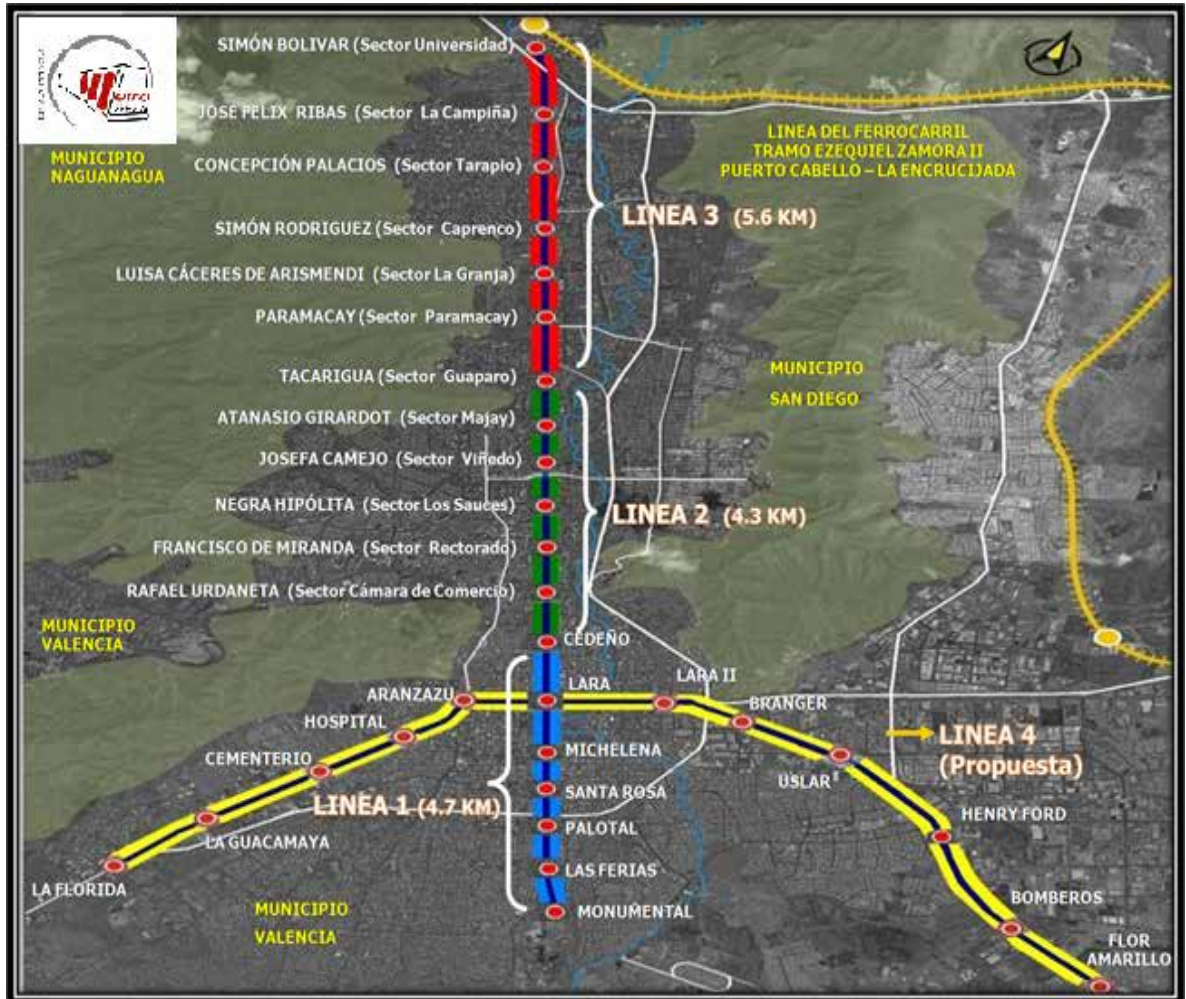 SIMÓN BOLIVAR (Sector Universidad)
JOSÉ FELIX RIBAS (Sector La Campiña)
MUNICIPIO
NAGUANAGUA
CONCEPCIÓN PALACIOS (Sector Tarapio)
LINEA DEL FERROCARRIL
TRAMO EZEQUIEL ZAMORA II
PUERTO CABELLO – LA ENCRUCIJADA
SIMÓN RODRIGUEZ (Sector Caprenco)
LINEA 3 (5.6 KM)
LUISA CÁCERES DE ARISMENDI (Sector La Granja)
PARAMACAY (Sector Paramacay)
TACARIGUA (Sector Guaparo)
MUNICIPIO
SAN DIEGO
ATANASIO GIRARDOT (Sector Majay)
JOSEFA CAMEJO (Sector Viñedo)
NEGRA HIPÓLITA (Sector Los Sauces)
LINEA 2 (4.3 KM)
FRANCISCO DE MIRANDA (Sector Rectorado)
RAFAEL URDANETA (Sector Cámara de Comercio)
MUNICIPIO
VALENCIA
CEDEÑO
ARANZAZU
LARA
LARA II
BRANGER
HOSPITAL
CEMENTERIO
MICHELENA
USLAR
LINEA 4
(Propuesta)
LINEA 1 (4.7 KM)
SANTA ROSA
HENRY FORD
PALOTAL
LA GUACAMAYA
LAS FERIAS
LA FLORIDA
BOMBEROS
MUNICIPIO
VALENCIA
MONUMENTAL
FLOR
AMARILLO